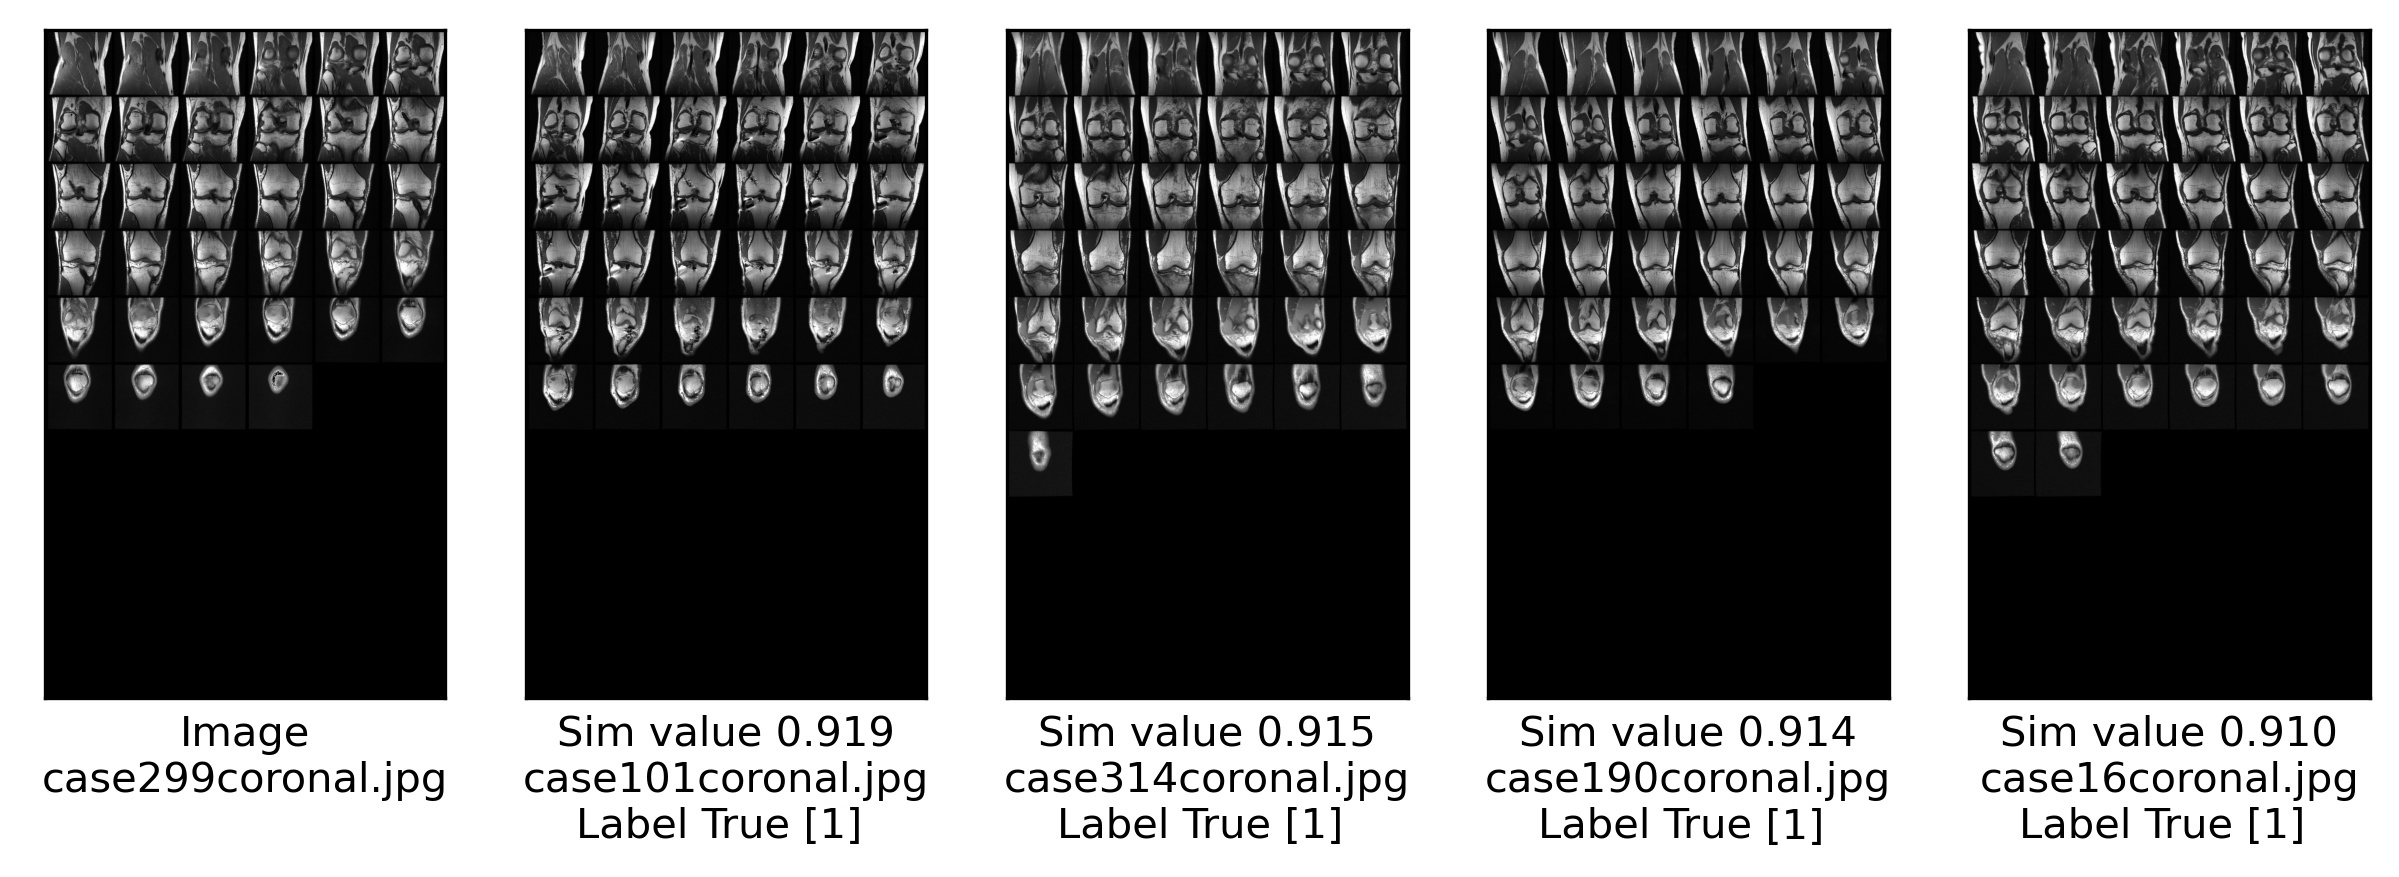 Image
case299coronal.jpg
Sim value 0.919
case101coronal.jpg
Label True [1]
Sim value 0.915
case314coronal.jpg
Label True [1]
Sim value 0.914
case190coronal.jpg
Label True [1]
Sim value 0.910
case16coronal.jpg
Label True [1]